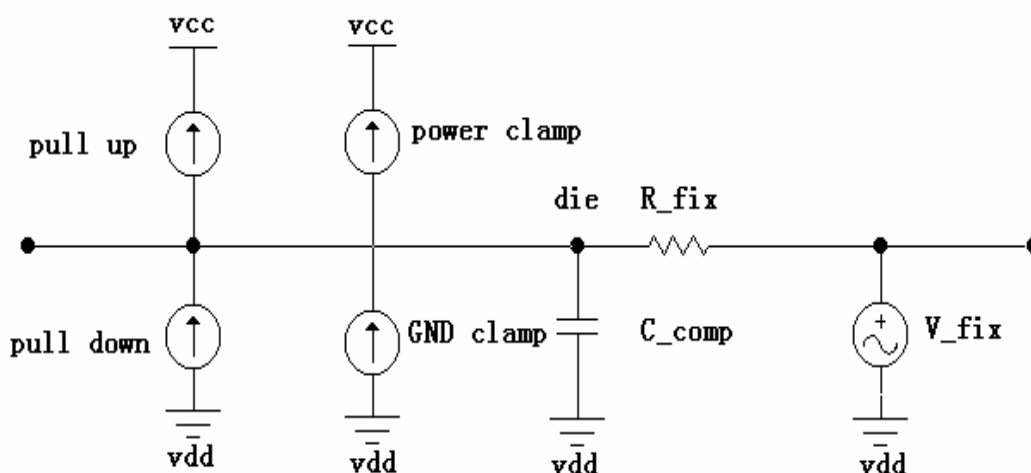 vcc
vcc
pull up
power clamp
die
R_fix
pull down
GND clamp
C_comp
V_fix
vdd
vdd
vdd
vdd